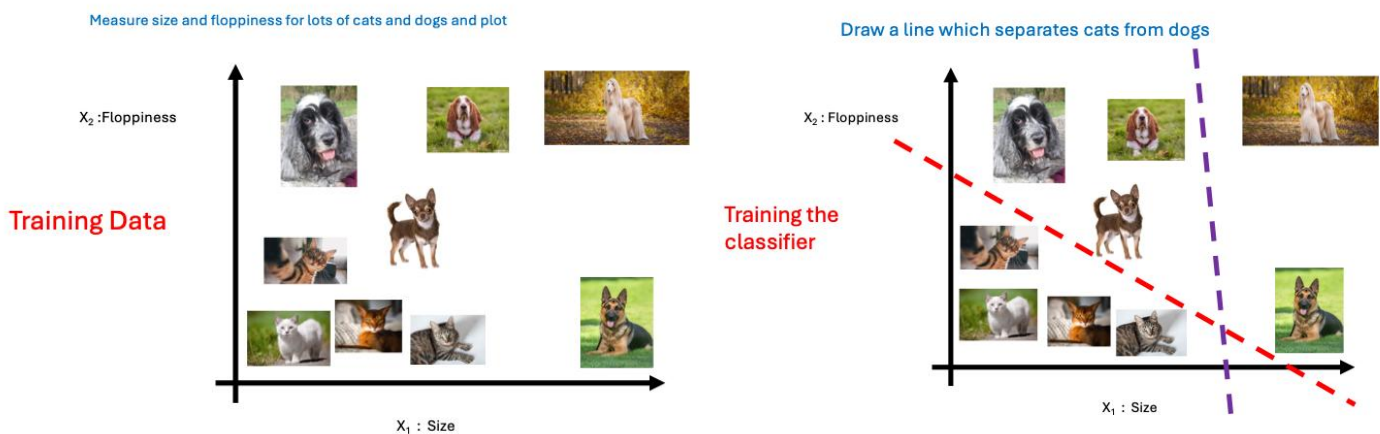 Measure size and floppiness for lots of cats and dogs and plot
X₂ :Floppiness
Training Data
X₁ : Size
Draw a line which separates cats from dogs
X₂ : Floppiness
Training the
classifier
X₁ : Size